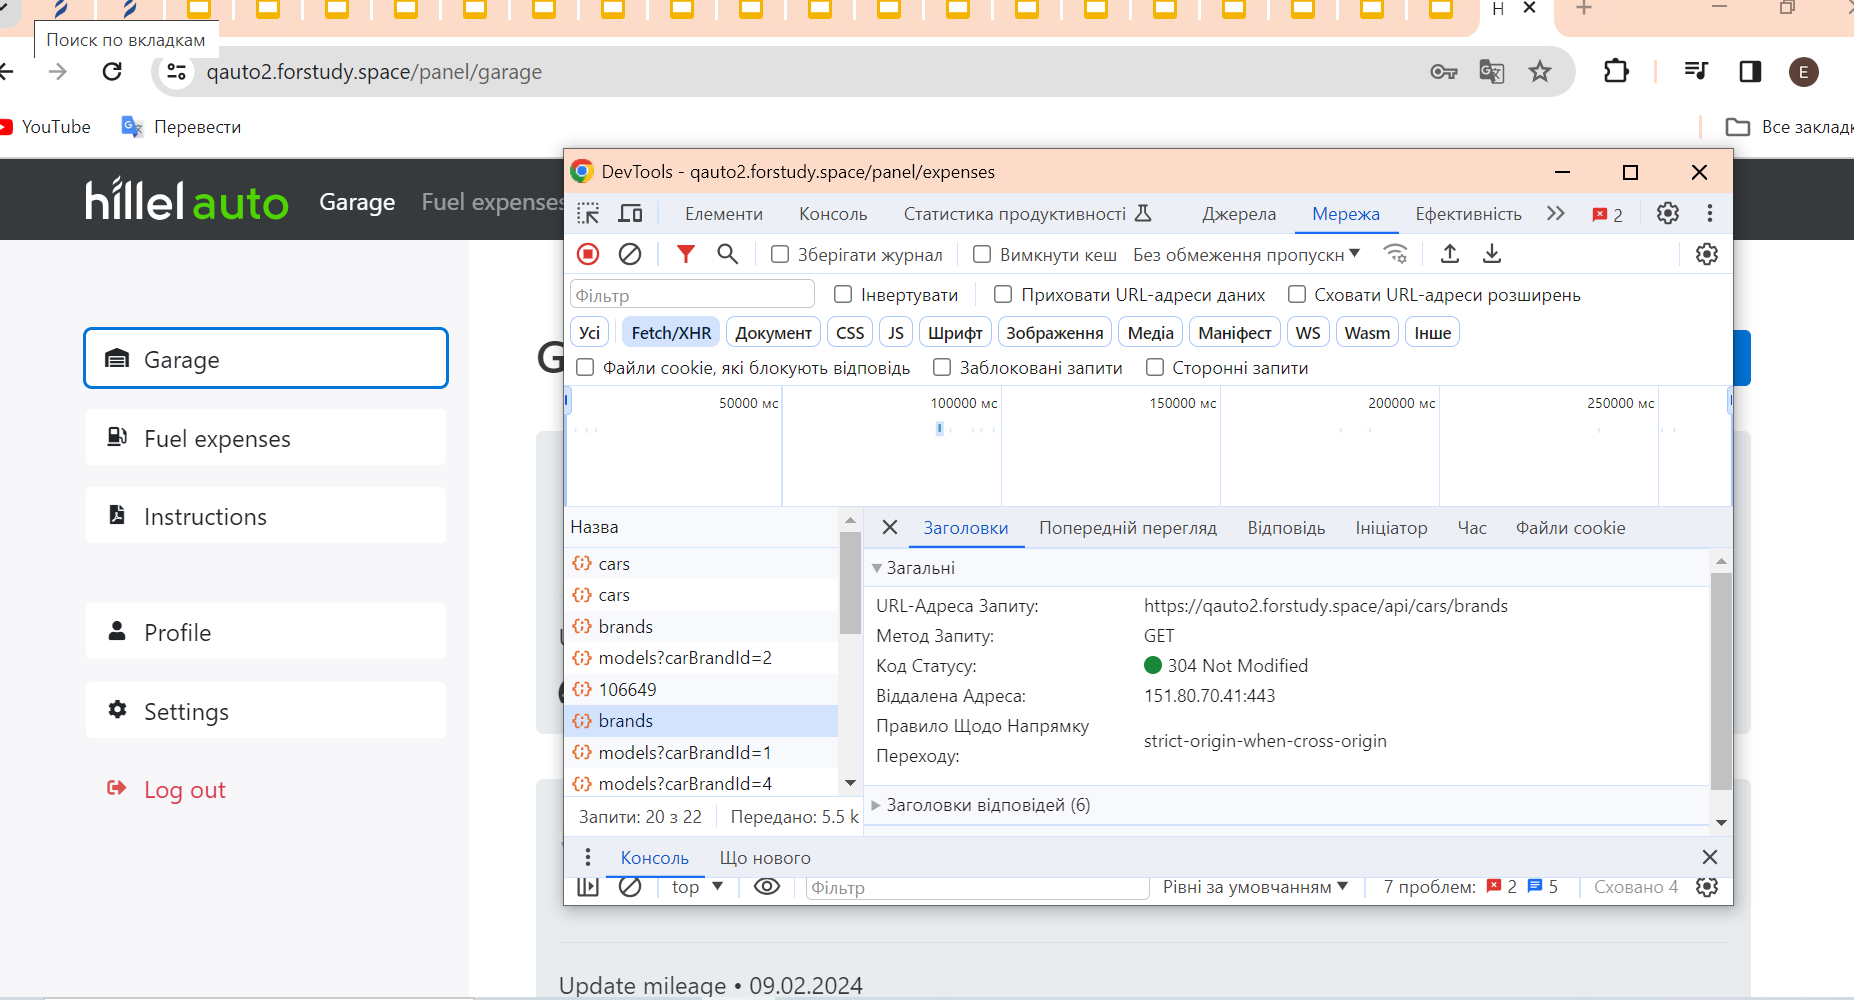 H
Поиск по вкладкам
qauto2.forstudy.space/panel/garage
E
YouTube
Перевести
Все заклад
hillel auto
Garage
Fuel expenses
DevTools - qauto2.forstudy.space/panel/expenses
Елементи
Консоль
Статистика продуктивності
Джерела
Мережа
Ефективність
2
Зберігати журнал
Вимкнути кеш
Без обмеження пропускн
Фільтр
Інвертувати
Приховати URL-адреси даних
Сховати URL-адреси розширень
Усі
Fetch/XHR
Документ
CSS
JS
Шрифт
Зображення
Медіа
Маніфест
WS
Wasm
Інше
Файли cookie, які блокують відповідь
Заблоковані запити
Сторонні запити
50000 мс
100000 мс
150000 мс
200000 мс
250000 мс
Назва
cars
cars
brands
models?carBrandId=2
106649
brands
models?carBrandId=1
models?carBrandId=4
Запити: 20 з 22
Передано: 5.5 k
Заголовки
Попередній перегляд
Відповідь
Ініціатор
Час
Файли cookie
Загальні
URL-Адреса Запиту:
https://qauto2.forstudy.space/api/cars/brands
Метод Запиту:
GET
Код Статусу:
304 Not Modified
Віддалена Адреса:
151.80.70.41:443
Правило Щодо Напрямку
Переходу:
strict-origin-when-cross-origin
Заголовки відповідей (6)
Консоль
Що нового
top
Фільтр
Рівні за умовчанням
7 проблем:
2
5
Сховано 4
Garage
Fuel expenses
Instructions
Profile
Settings
Log out
G
Update mileage • 09.02.2024